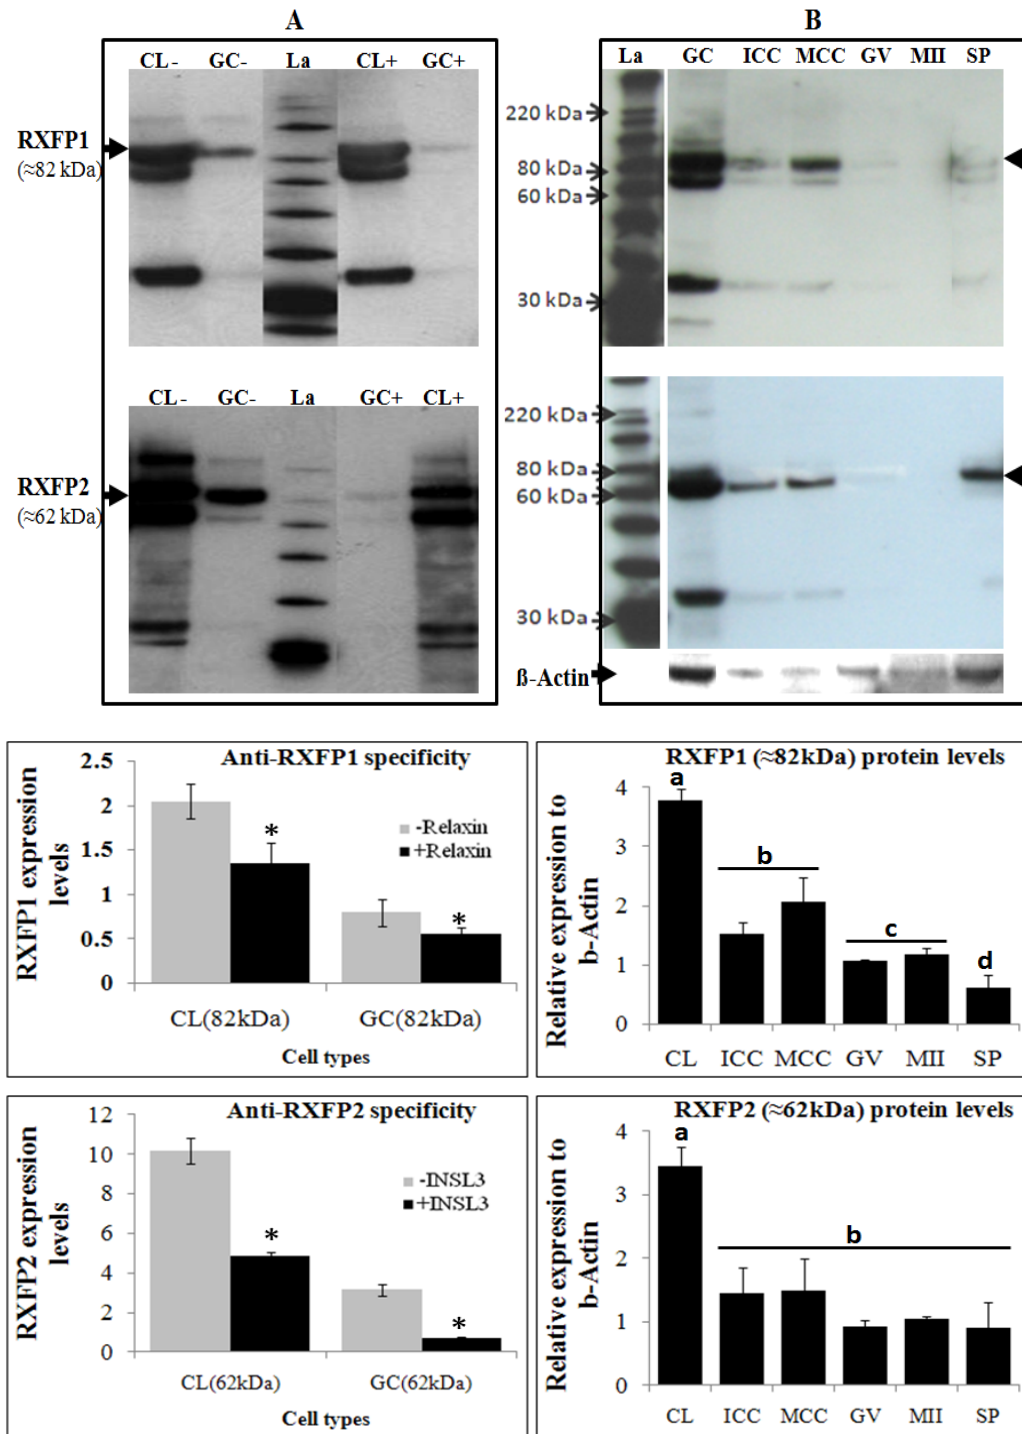 A
B
CL - GC- La CL+ GC+
La GC ICC MCC GV MII SP
RXFP1
(≈82 kDa)
220 kDa
80 kDa
60 kDa
30 kDa
CL - GC- La GC+ CL+
RXFP2
(≈62 kDa)
220 kDa
80 kDa
60 kDa
30 kDa
ß-Actin
Anti-RXFP1 specificity
RXFP1 expression
levels
2.5
2
1.5
1
0.5
0
-Relaxin
+Relaxin
*
*
CL(82kDa) GC(82kDa)
Cell types
RXFP1 (≈82kDa) protein levels
Relative expression to
b-Actin
4
3
2
1
0
a
b
c
d
CL ICC MCC GV MII SP
Anti-RXFP2 specificity
RXFP2 expression
levels
12
10
8
6
4
2
0
-INSL3
+INSL3
*
*
CL(62kDa) GC(62kDa)
Cell types
RXFP2 (≈62kDa) protein levels
Relative expression to
b-Actin
4
3
2
1
0
a
b
CL ICC MCC GV MII SP